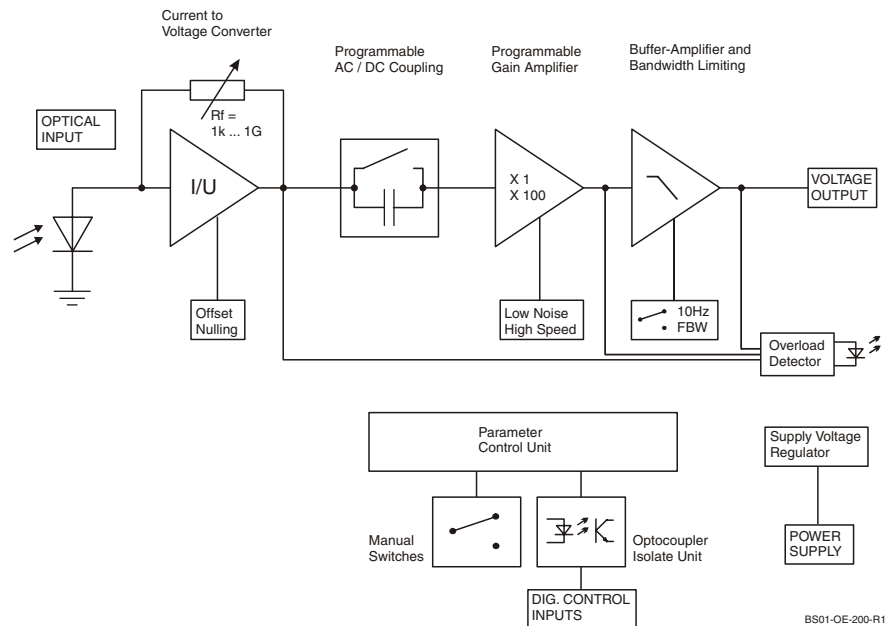 Current to
Voltage Converter
Programmable
AC / DC Coupling
Programmable
Gain Amplifier
Buffer-Amplifier and
Bandwidth Limiting
OPTICAL
INPUT
Rf =
1k ... 1G
I/U
X 1
X 100
VOLTAGE
OUTPUT
Offset
Nulling
Low Noise
High Speed
10Hz
FBW
Overload
Detector
Parameter
Control Unit
Supply Voltage
Regulator
Manual
Switches
Optocoupler
Isolate Unit
POWER
SUPPLY
DIG. CONTROL
INPUTS
BS01-OE-200-R1